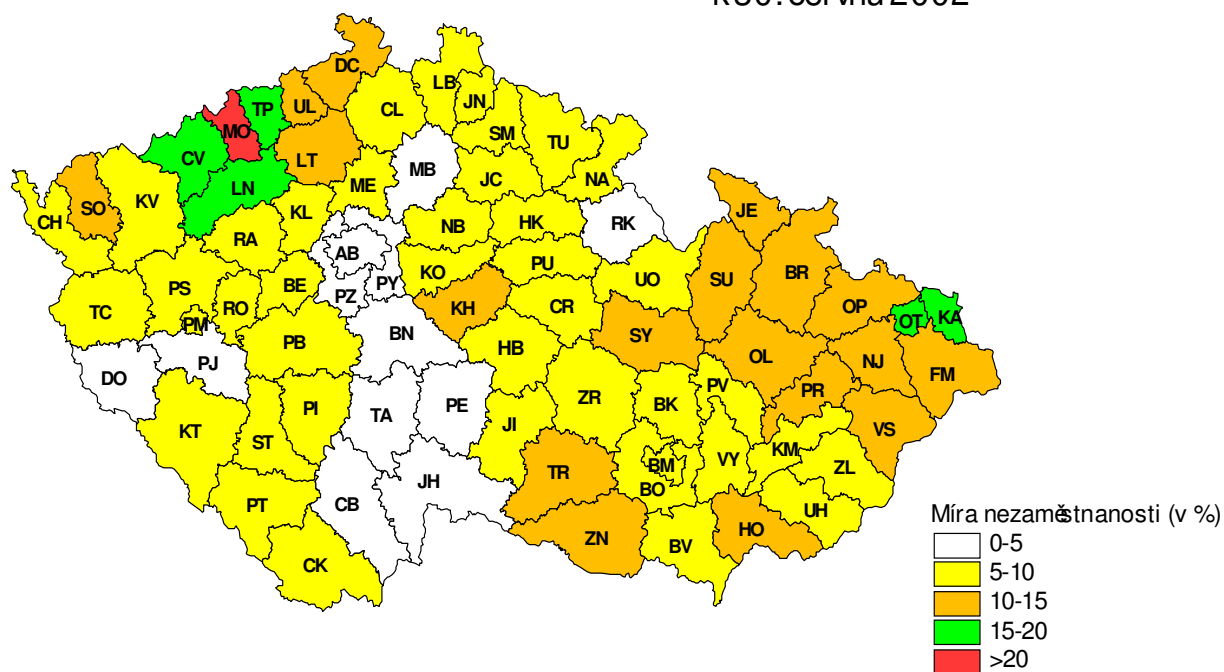 k 30. června 2002
DC
LB
JN
TP
UL
CL
MO
SM
TU
CV
LT
MB
JC
NA
LN
ME
KV
SO
CH
KL
NB
HK
RK
JE
RA
AB
KO
PU
UO
SU
BR
PS
BE
PZ
PY
TC
RO
KH
CR
OP
OT
KA
PM
PB
BN
SY
HB
OL
NJ
FM
DO
PJ
PR
PI
TA
PE
ZR
BK
PV
KT
ST
JI
VS
KM
TR
BM
VY
ZL
BO
PT
CB
JH
UH
ZN
HO
BV
CK
Míra nezaměstnanosti (v %)
0-5
5-10
10-15
15-20
>20